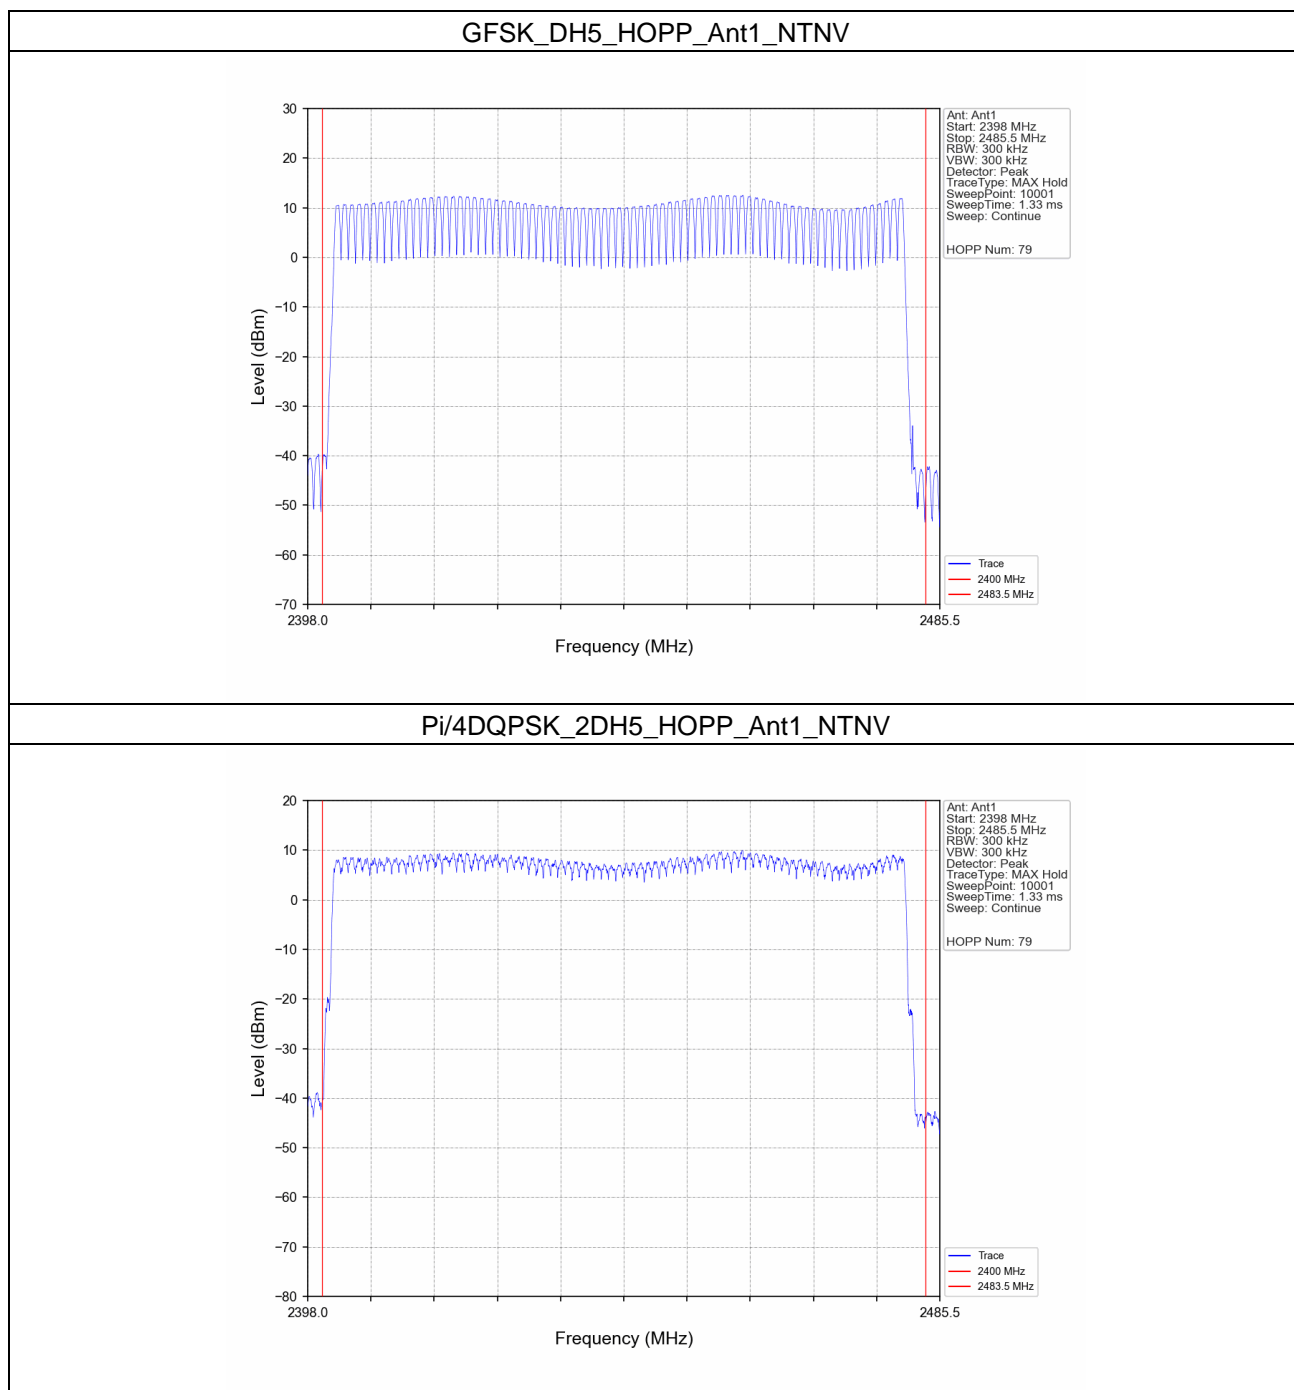 GFSK_DH5_HOPP_Ant1_NTNV
30
20
10
0
−10
−20
−30
−40
−50
−60
−70
Level (dBm)
2398.0
2485.5
Frequency (MHz)
Ant: Ant1
Start: 2398 MHz
Stop: 2485.5 MHz
RBW: 300 kHz
VBW: 300 kHz
Detector: Peak
TraceType: MAX Hold
SweepPoint: 10001
SweepTime: 1.33 ms
Sweep: Continue
HOPP Num: 79
Trace
2400 MHz
2483.5 MHz
Pi/4DQPSK_2DH5_HOPP_Ant1_NTNV
20
10
0
−10
−20
−30
−40
−50
−60
−70
−80
Level (dBm)
2398.0
2485.5
Frequency (MHz)
Ant: Ant1
Start: 2398 MHz
Stop: 2485.5 MHz
RBW: 300 kHz
VBW: 300 kHz
Detector: Peak
TraceType: MAX Hold
SweepPoint: 10001
SweepTime: 1.33 ms
Sweep: Continue
HOPP Num: 79
Trace
2400 MHz
2483.5 MHz